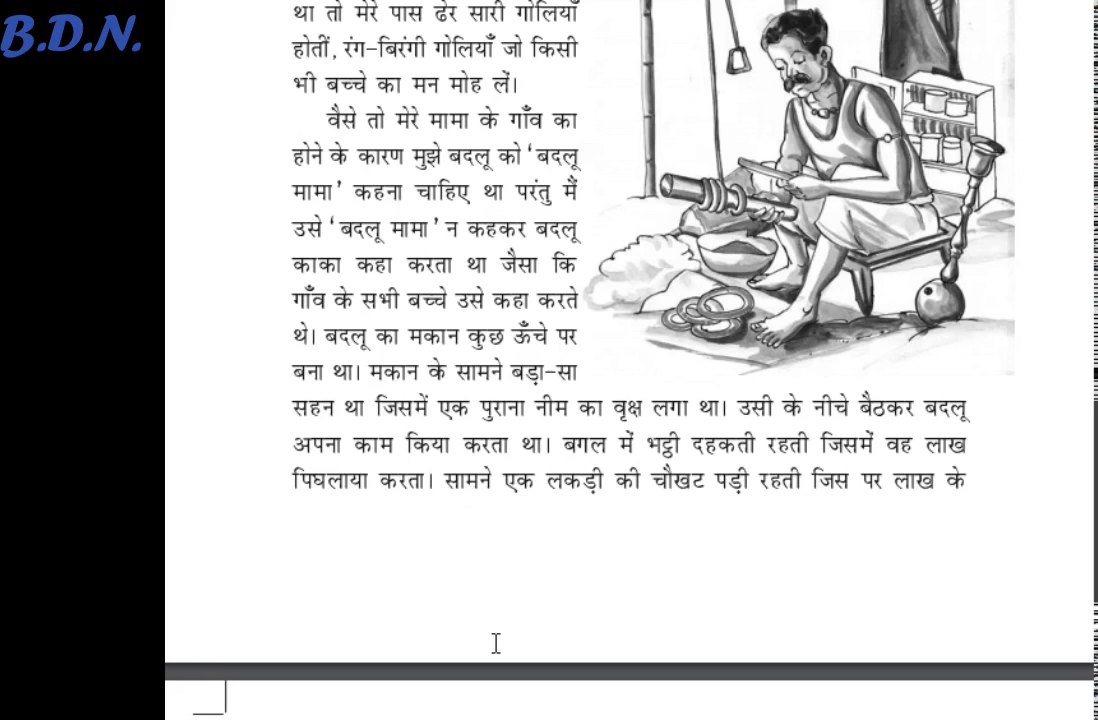 B.D.N.
था तो मेरे पास ढेर सारी गोलियाँ
होतीं, रंग-बिरंगी गोलियाँ जो किसी
भी बच्चे का मन मोह लें।
वैसे तो मेरे मामा के गाँव का
होने के कारण मुझे बदलू को ‘बदलू
मामा’ कहना चाहिए था परंतु मैं
उसे ‘बदलू मामा’ न कहकर बदलू
काका कहा करता था जैसा कि
गाँव के सभी बच्चे उसे कहा करते
थे। बदलू का मकान कुछ ऊँचे पर
बना था। मकान के सामने बड़ा-सा
सहन था जिसमें एक पुराना नीम का वृक्ष लगा था। उसी के नीचे बैठकर बदलू
अपना काम किया करता था। बगल में भट्ठी दहकती रहती जिसमें वह लाख
पिघलाया करता। सामने एक लकड़ी की चौखट पड़ी रहती जिस पर लाख के